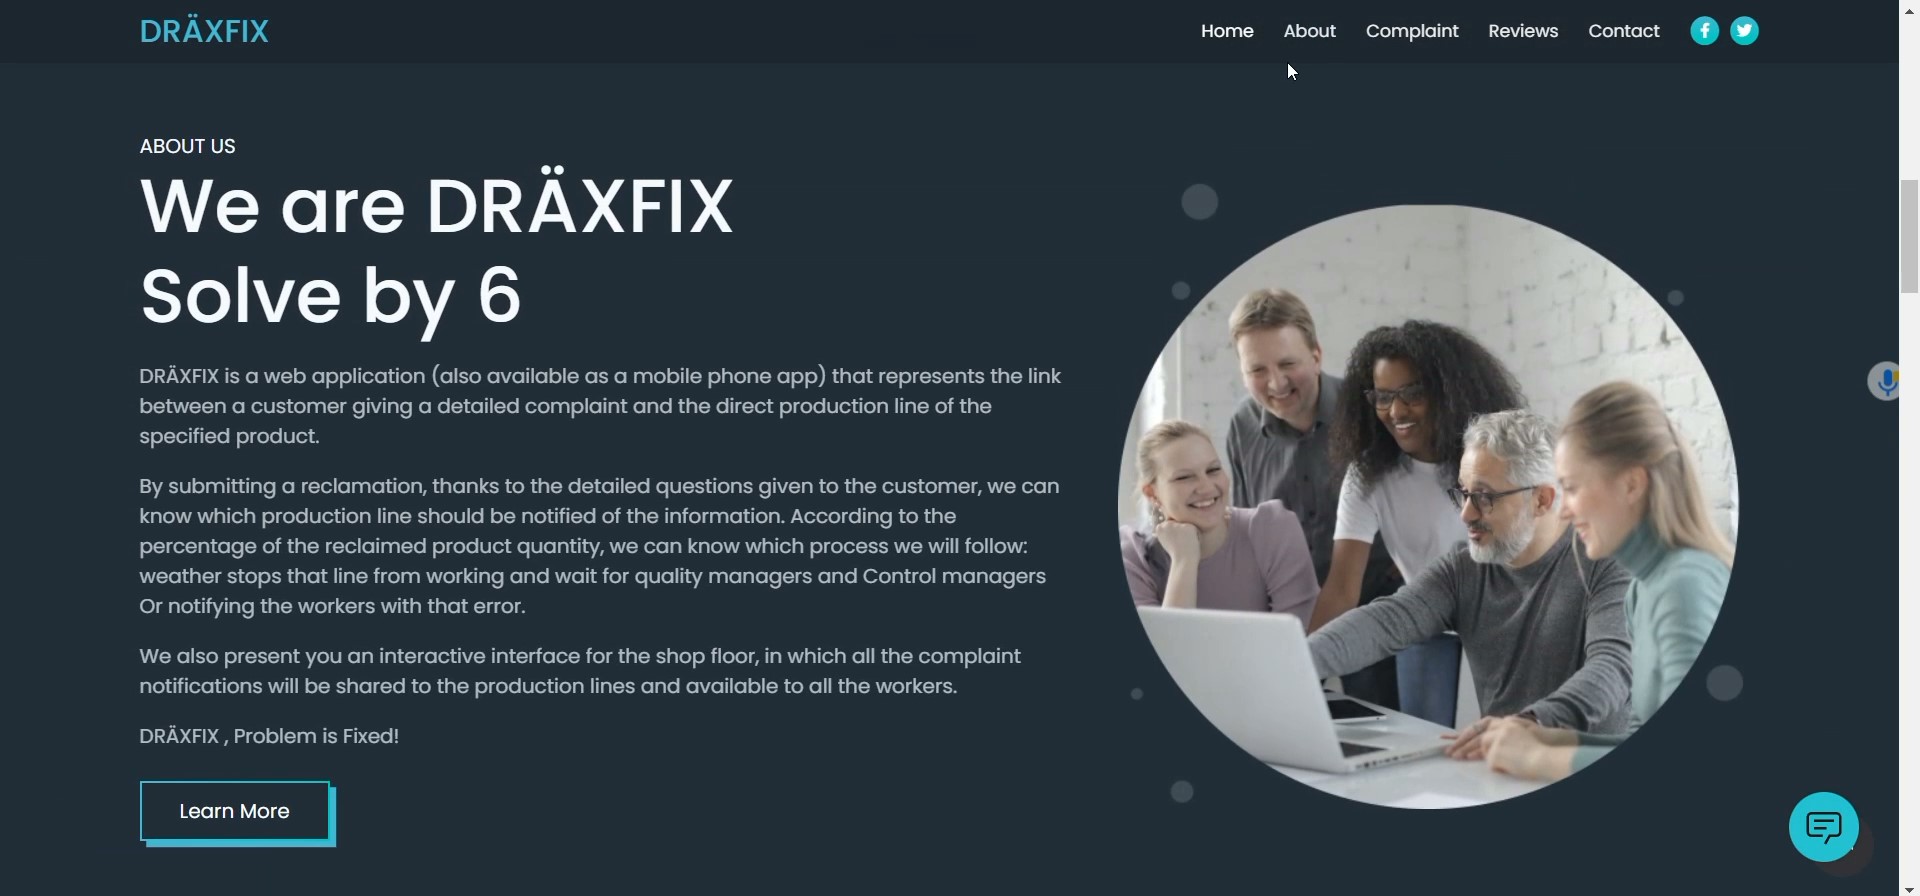 DRÄXFIX
Home About Complaint Reviews Contact
ABOUT US
We are DRÄXFIX
Solve by 6
DRÄXFIX is a web application (also available as a mobile phone app) that represents the link
between a customer giving a detailed complaint and the direct production line of the
specified product.
By submitting a reclamation, thanks to the detailed questions given to the customer, we can
know which production line should be notified of the information. According to the
percentage of the reclaimed product quantity, we can know which process we will follow:
weather stops that line from working and wait for quality managers and Control managers
Or notifying the workers with that error.
We also present you an interactive interface for the shop floor, in which all the complaint
notifications will be shared to the production lines and available to all the workers.
DRÄXFIX , Problem is Fixed!
Learn More